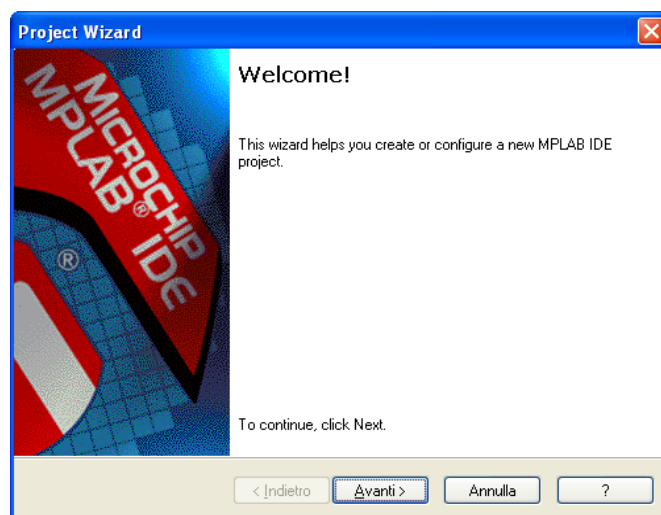 Project Wizard
Welcome!
This wizard helps you create or configure a new MPLAB IDE
project.
MICROCHIP
MPLAB® IDE
®
To continue, click Next.
< Indietro
Avanti >
Annulla
?